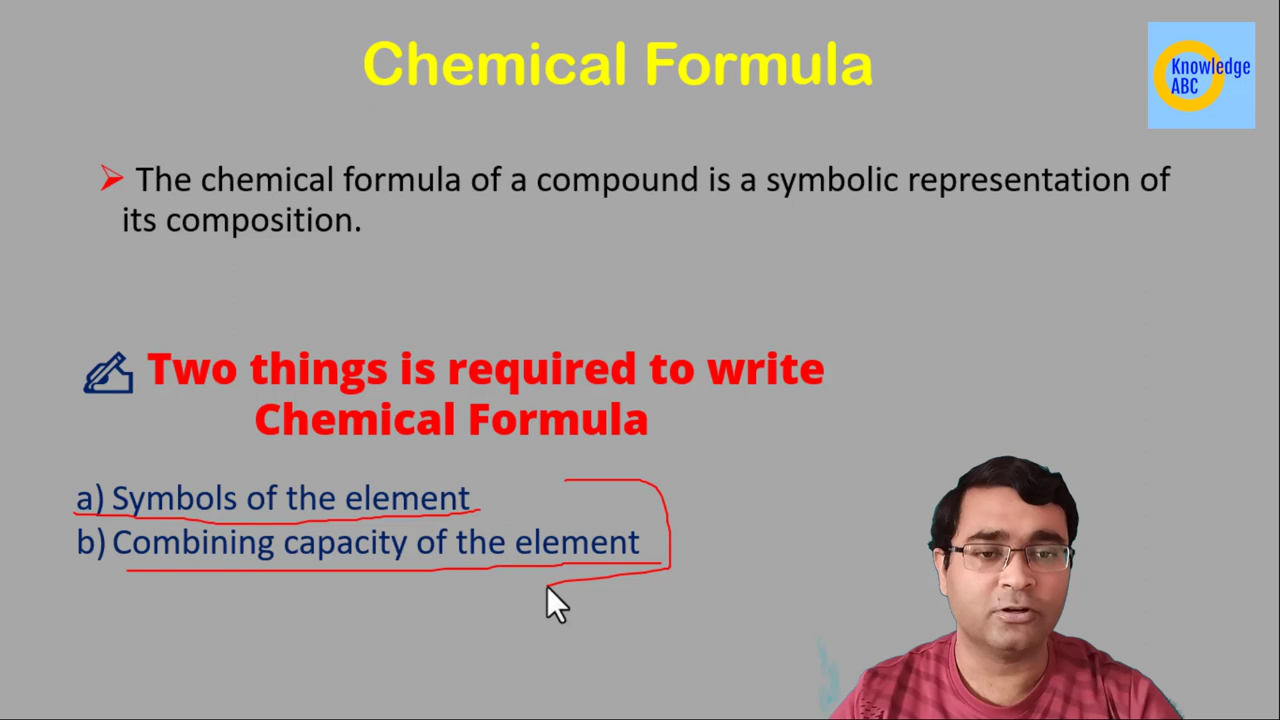 Chemical Formula
Knowledge
ABC
The chemical formula of a compound is a symbolic representation of
its composition.
Two things is required to write
Chemical Formula
a) Symbols of the element
b) Combining capacity of the element